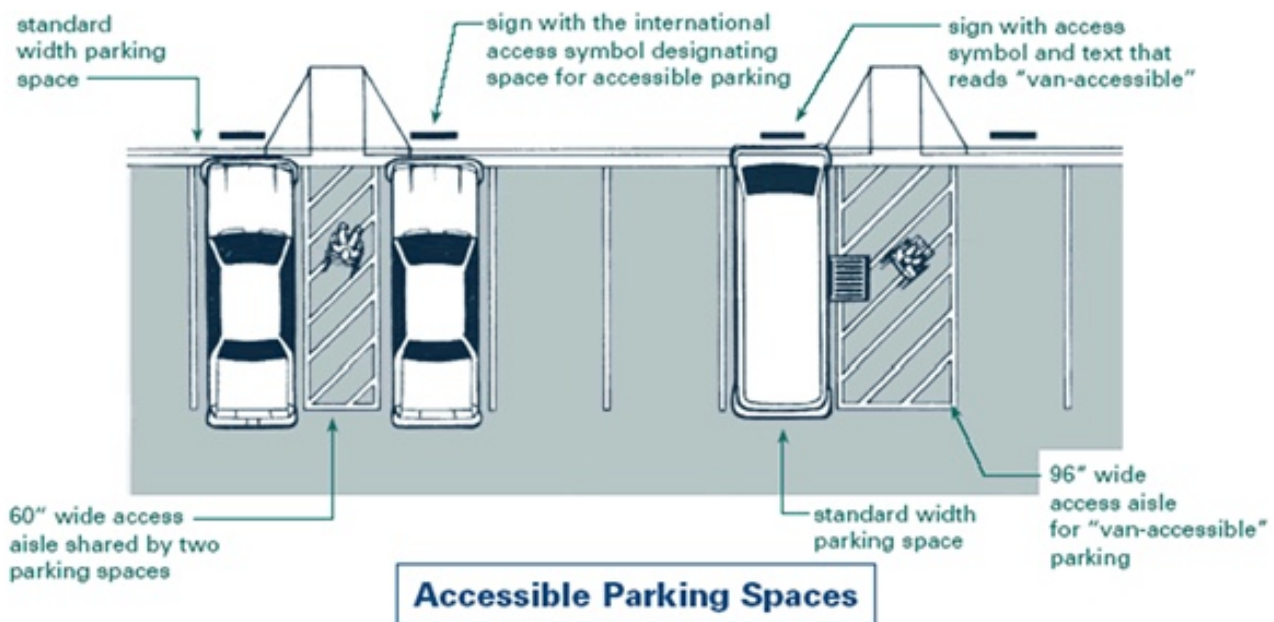 standard
width parking
space
sign with the international
access symbol designating
space for accessible parking
sign with access
symbol and text that
reads “van-accessible”
60” wide access
aisle shared by two
parking spaces
standard width
parking space
96” wide
access aisle
for “van-accessible”
parking
Accessible Parking Spaces